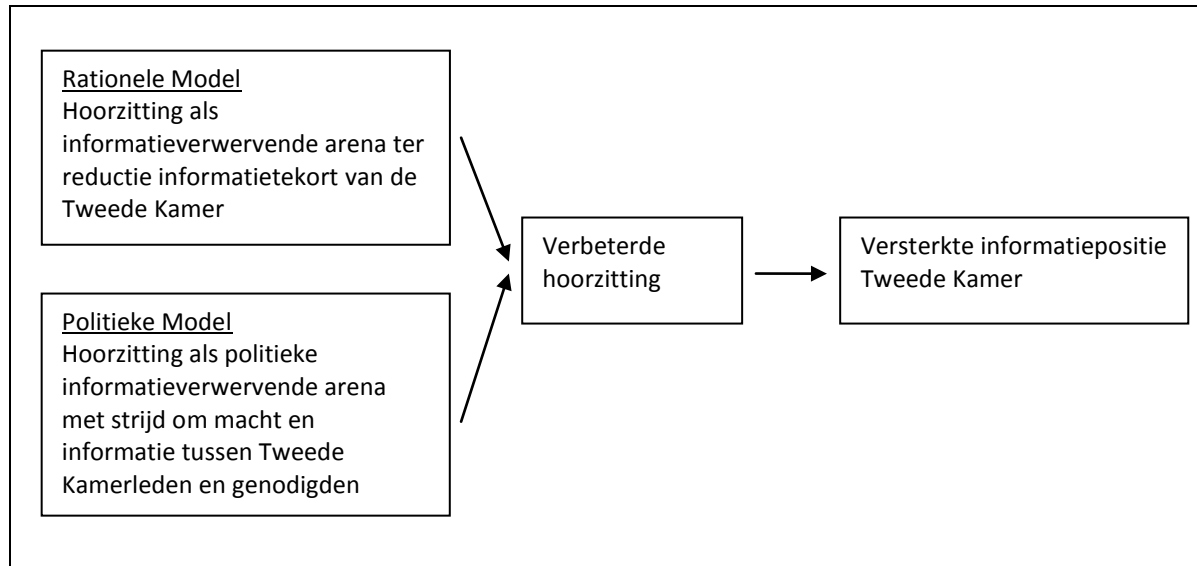 Rationele Model
Hoorzitting als
informatieverwervende arena ter
reductie informatietekort van de
Tweede Kamer
Politieke Model
Hoorzitting als politieke
informatieverwervende arena
met strijd om macht en
informatie tussen Tweede
Kamerleden en genodigden
Verbeterde
hoorzitting
Versterkte informatiepositie
Tweede Kamer